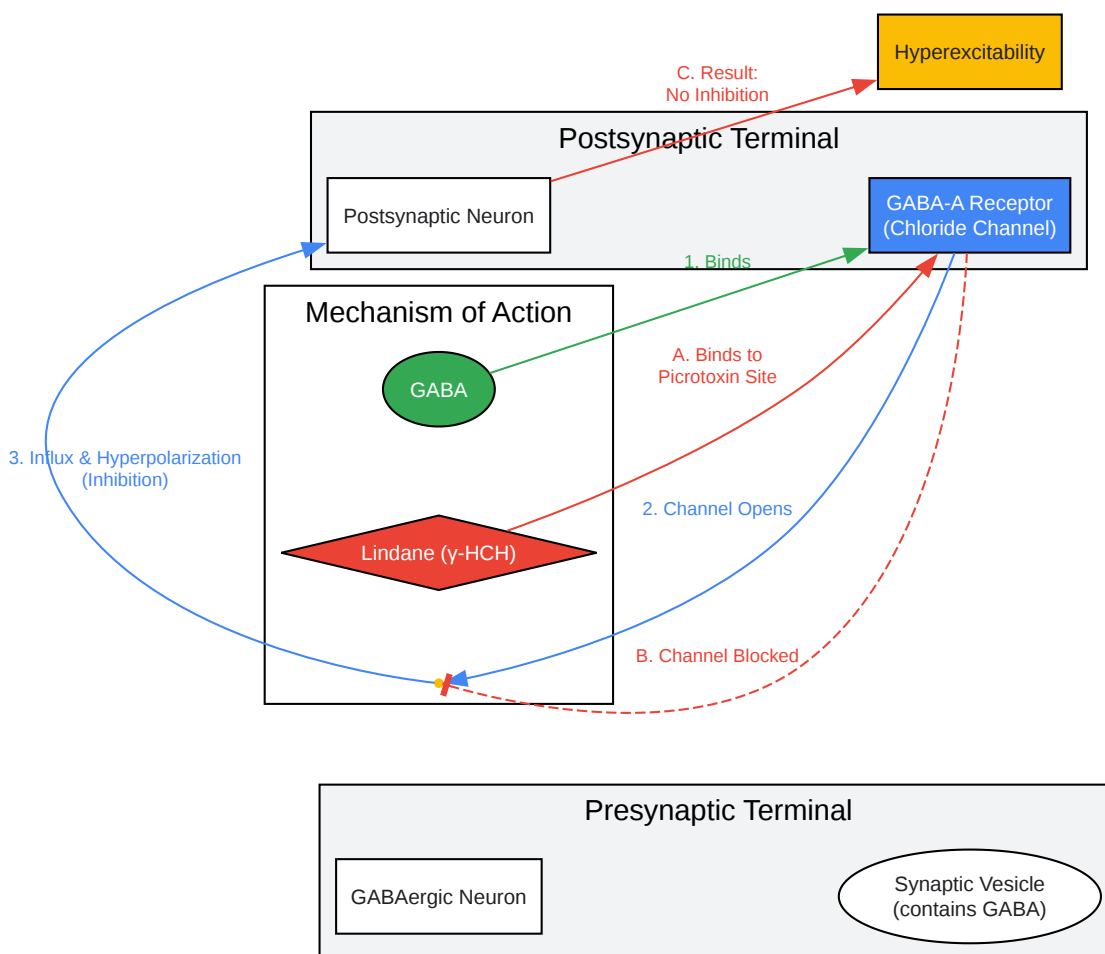 Hyperexcitability
C. Result:
No Inhibition
Postsynaptic Terminal
Postsynaptic Neuron
GABA-A Receptor
(Chloride Channel)
1. Binds
Mechanism of Action
A. Binds to
Picrotoxin Site
GABA
3. Influx & Hyperpolarization
(Inhibition)
2. Channel Opens
Lindane (γ-HCH)
B. Channel Blocked
Presynaptic Terminal
GABAergic Neuron
Synaptic Vesicle
(contains GABA)